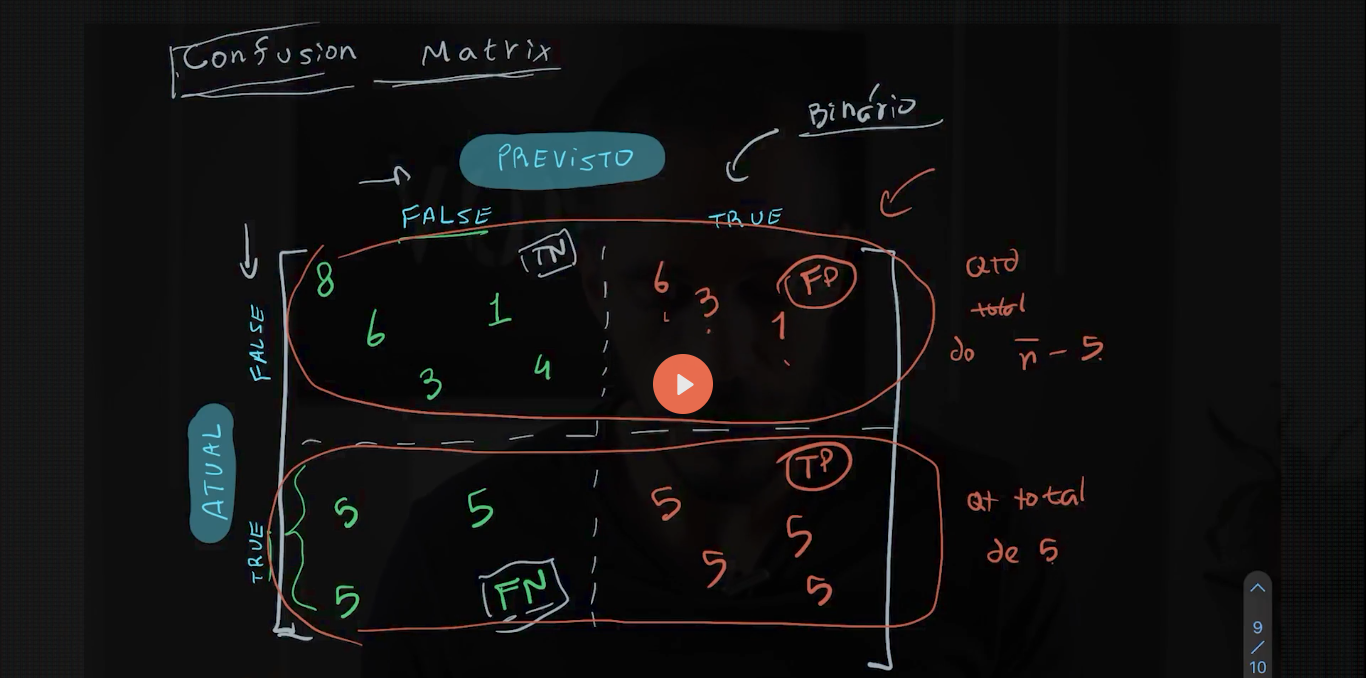 Confusion Matrix
Binário
PREVISTO
FALSE TRUE
TN
FP
8 6 1 3 4
6 3 1
FALSE
QTD
total
do n̅ - 5
ATUAL
TRUE
TP
5 5 5
FN
5 5 5 5
Qt total
de 5
9
/
10